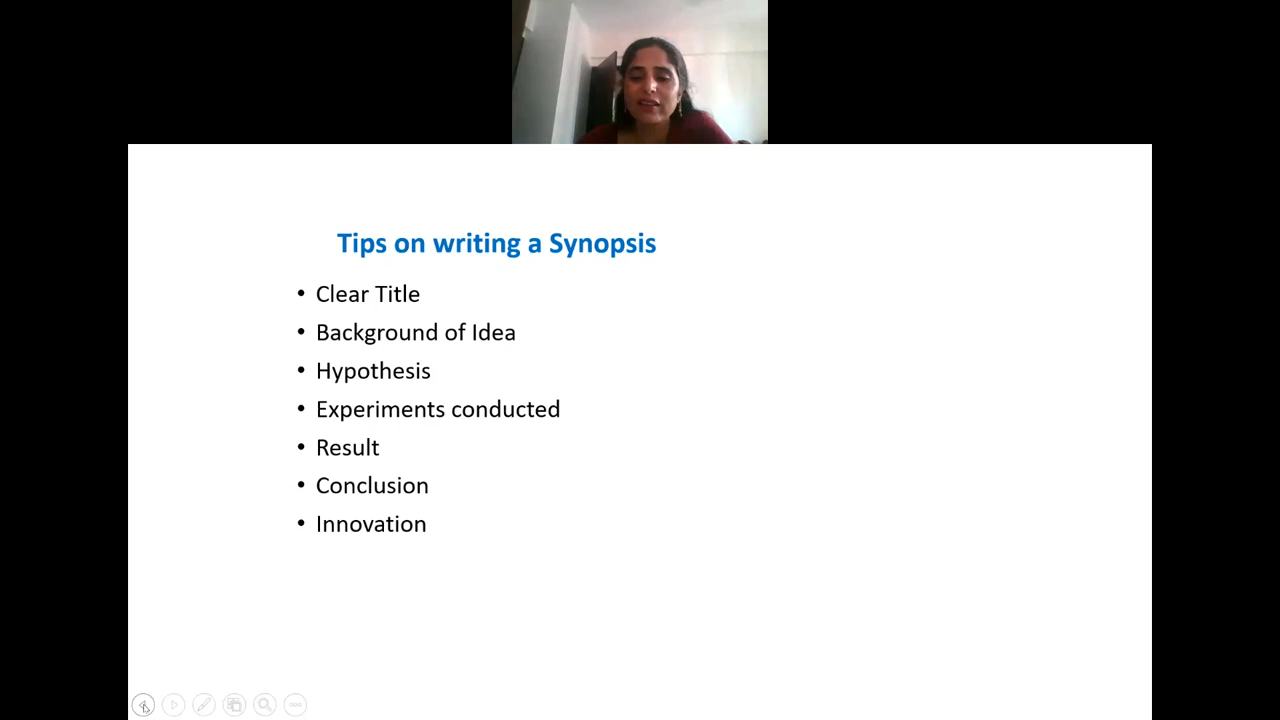 Tips on writing a Synopsis
• Clear Title
• Background of Idea
• Hypothesis
• Experiments conducted
• Result
• Conclusion
• Innovation